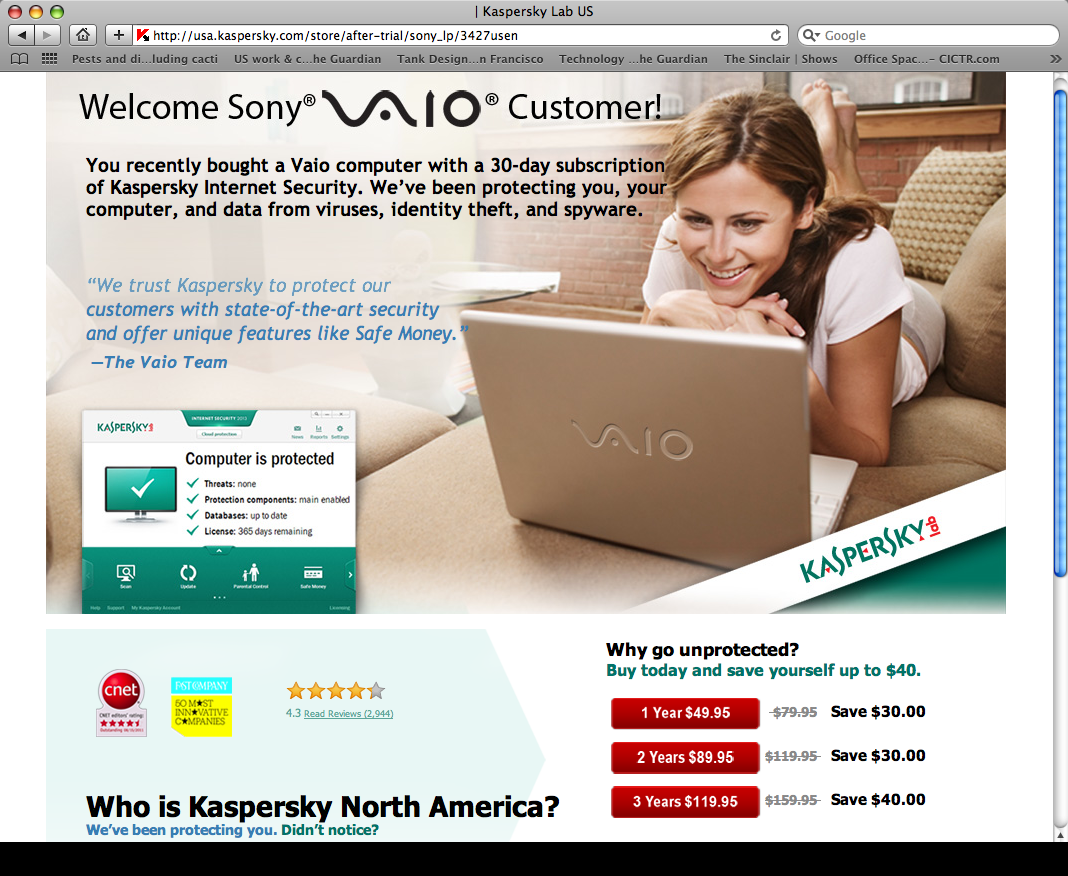 | Kaspersky Lab US
http://usa.kaspersky.com/store/after-trial/sony_lp/3427usen
Google
Pests and di...luding cacti US work & c...he Guardian Tank Design...n Francisco Technology ...he Guardian The Sinclair | Shows Office Spac...– CICTR.com
Welcome Sony® VAIO® Customer!
You recently bought a Vaio computer with a 30-day subscription
of Kaspersky Internet Security. We've been protecting you, your
computer, and data from viruses, identity theft, and spyware.
“We trust Kaspersky to protect our
customers with state-of-the-art security
and offer unique features like Safe Money.”
—The Vaio Team
VAIO
KASPERSKY lab
INTERNET SECURITY 2013
Cloud protection
News Reports Settings
Computer is protected
Threats: none
Protection components: main enabled
Databases: up to date
License: 365 days remaining
Scan Update Parental Control Safe Money
Help Support My Kaspersky Account Licensing
KASPERSKY lab
cnet
CNET editors' rating:
FAST COMPANY
50 MOST
INNOVATIVE
COMPANIES
4.3 Read Reviews (2,944)
Why go unprotected?
Buy today and save yourself up to $40.
1 Year $49.95 $79.95 Save $30.00
2 Years $89.95 $119.95 Save $30.00
3 Years $119.95 $159.95 Save $40.00
Who is Kaspersky North America?
We've been protecting you. Didn't notice?